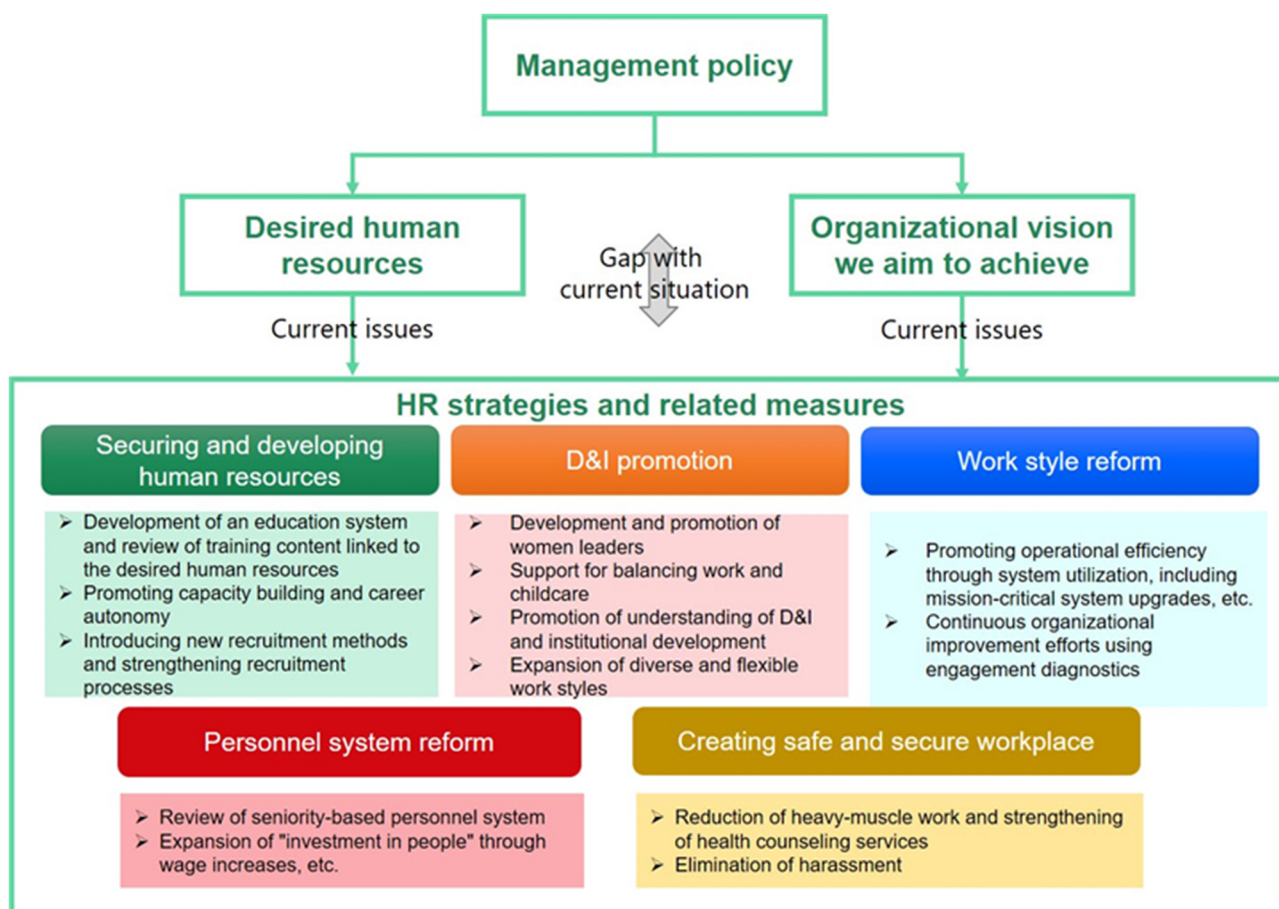 Management policy
Desired human
resources
Gap with
current situation
Organizational vision
we aim to achieve
Current issues
Current issues
HR strategies and related measures
Securing and developing
human resources
➢ Development of an education system
and review of training content linked to
the desired human resources
➢ Promoting capacity building and career
autonomy
➢ Introducing new recruitment methods
and strengthening recruitment
processes
D&I promotion
➢ Development and promotion of
women leaders
➢ Support for balancing work and
childcare
➢ Promotion of understanding of D&I
and institutional development
➢ Expansion of diverse and flexible
work styles
Work style reform
➢ Promoting operational efficiency
through system utilization, including
mission-critical system upgrades, etc.
➢ Continuous organizational
improvement efforts using
engagement diagnostics
Personnel system reform
➢ Review of seniority-based personnel system
➢ Expansion of "investment in people" through
wage increases, etc.
Creating safe and secure workplace
➢ Reduction of heavy-muscle work and strengthening
of health counseling services
➢ Elimination of harassment